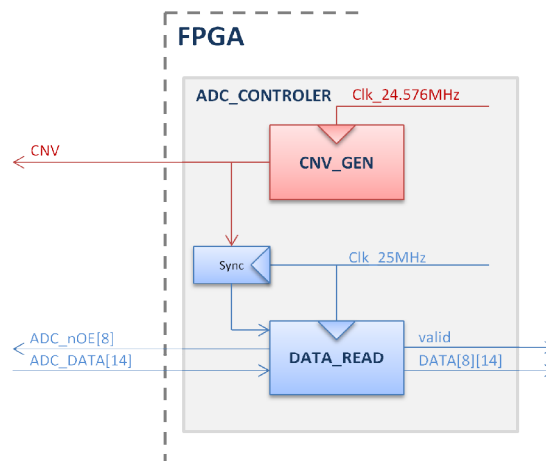 FPGA
ADC_CONTROLER
Clk_24.576MHz
CNV
CNV_GEN
Sync
Clk_25MHz
ADC_nOE[8]
ADC_DATA[14]
DATA_READ
valid
DATA[8][14]